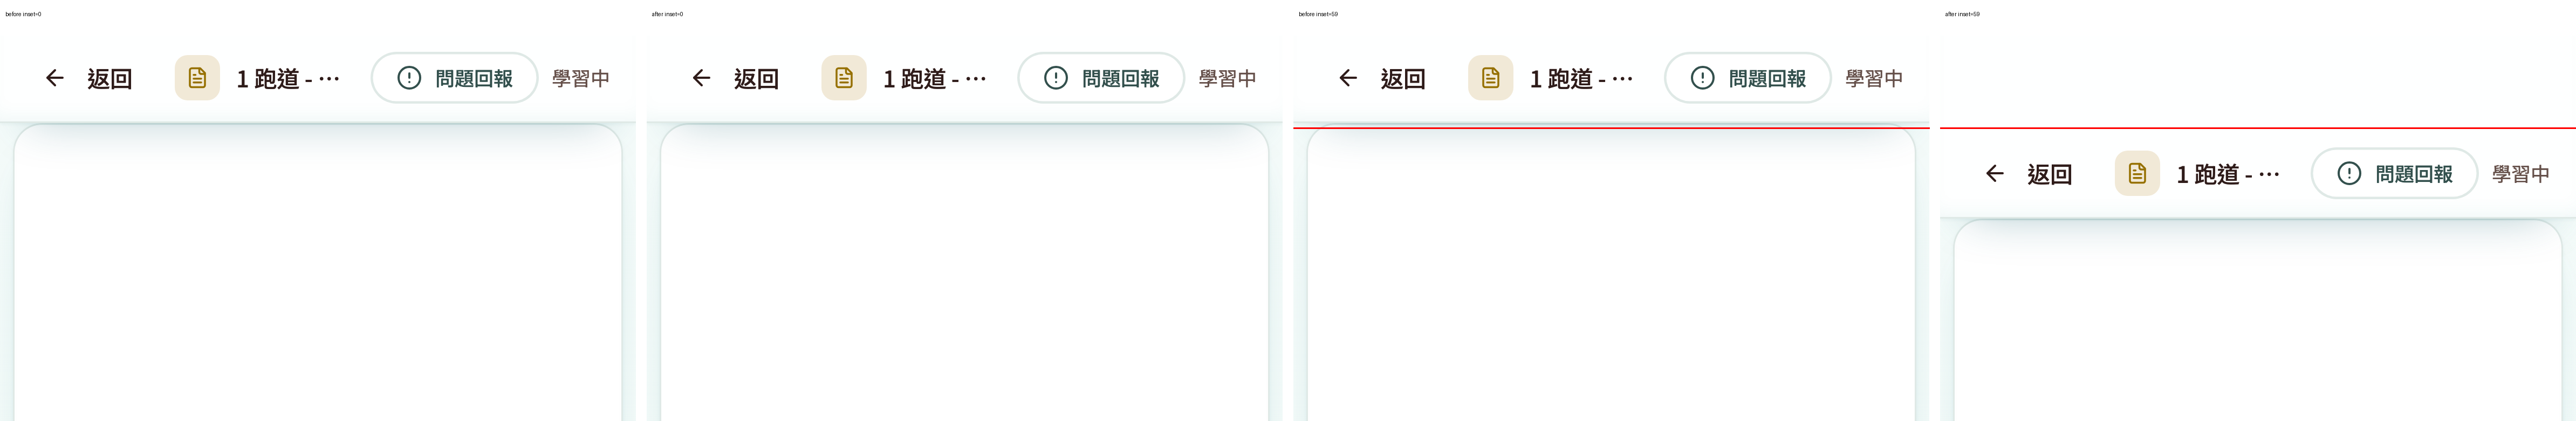 before inset=0
返回
1 跑道 - ⋯
問題回報
學習中
after inset=0
返回
1 跑道 - ⋯
問題回報
學習中
before inset=59
返回
1 跑道 - ⋯
問題回報
學習中
after inset=59
返回
1 跑道 - ⋯
問題回報
學習中